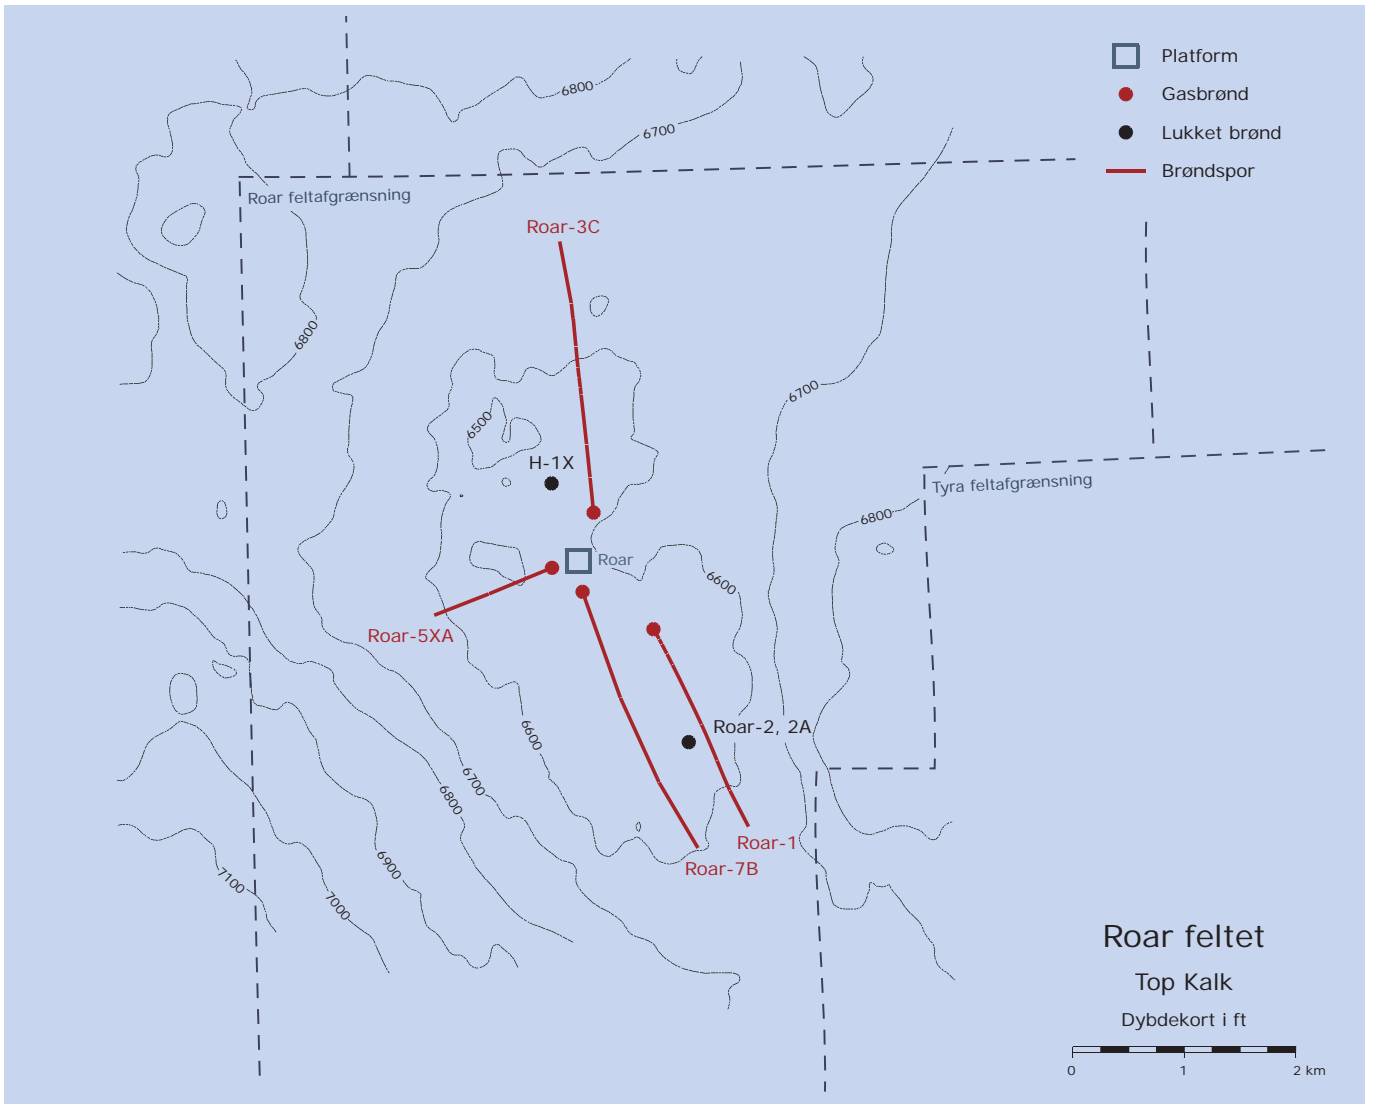 Platform
Gasbrønd
Lukket brønd
Brøndspor
6800
6700
Roar feltafgrænsning
Roar-3C
6800
6700
6500
H-1X
Tyra feltafgrænsning
6800
Roar
6600
Roar-5XA
Roar-2, 2A
6600
6700
6800
Roar-1
6900
Roar-7B
7100
7000
Roar feltet
Top Kalk
Dybdekort i ft
0 1 2 km